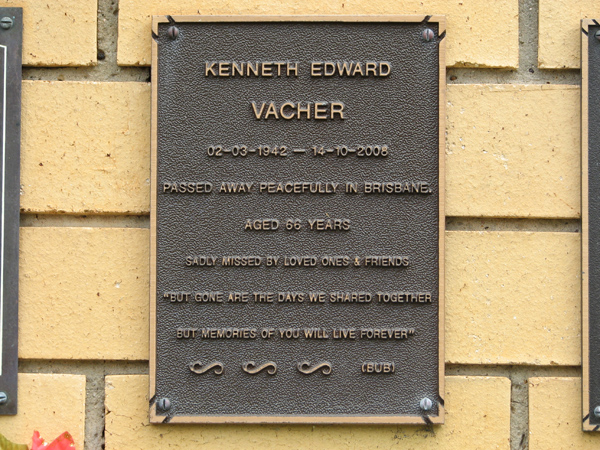 KENNETH EDWARD
VACHER
02-03-1942 — 14-10-2008
PASSED AWAY PEACEFULLY IN BRISBANE.
AGED 66 YEARS
SADLY MISSED BY LOVED ONES & FRIENDS
"BUT GONE ARE THE DAYS WE SHARED TOGETHER
BUT MEMORIES OF YOU WILL LIVE FOREVER"
(BUB)